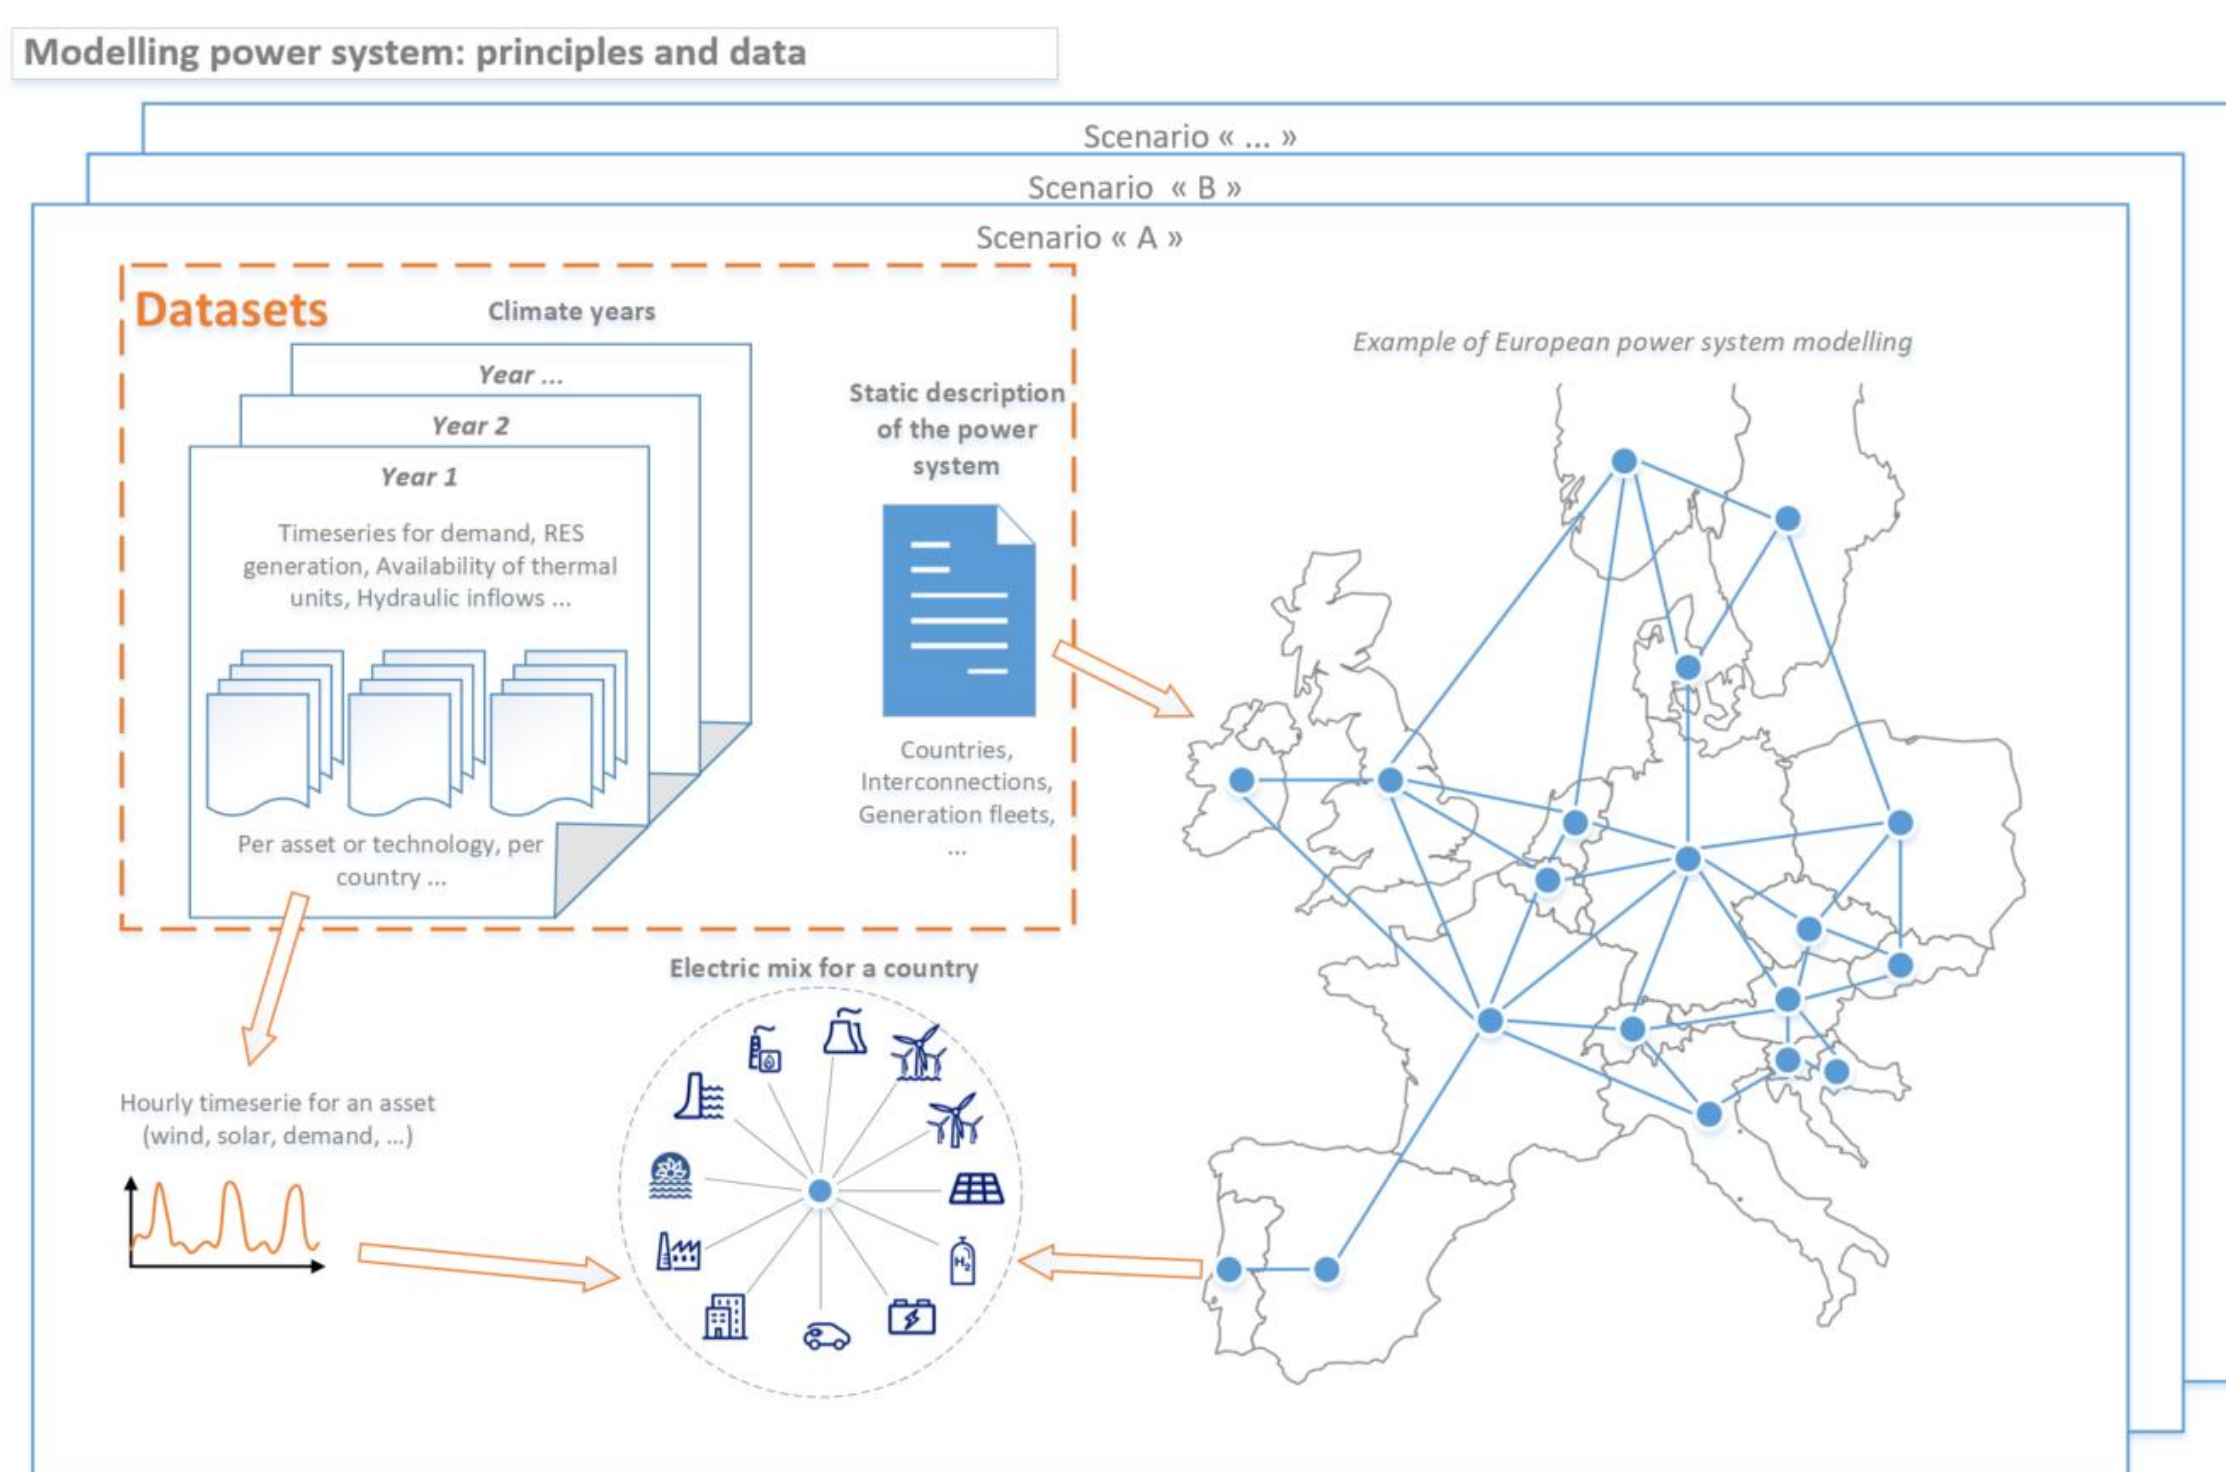 Modelling power system: principles and data
Scenario « ... »
Scenario « B »
Scenario « A »
Datasets
Climate years
Year ...
Year 2
Year 1
Timeseries for demand, RES
generation, Availability of thermal
units, Hydraulic inflows ...
Per asset or technology, per
country ...
Static description
of the power
system
Countries,
Interconnections,
Generation fleets,
...
Example of European power system modelling
Electric mix for a country
H2
Hourly timeserie for an asset
(wind, solar, demand, ...)